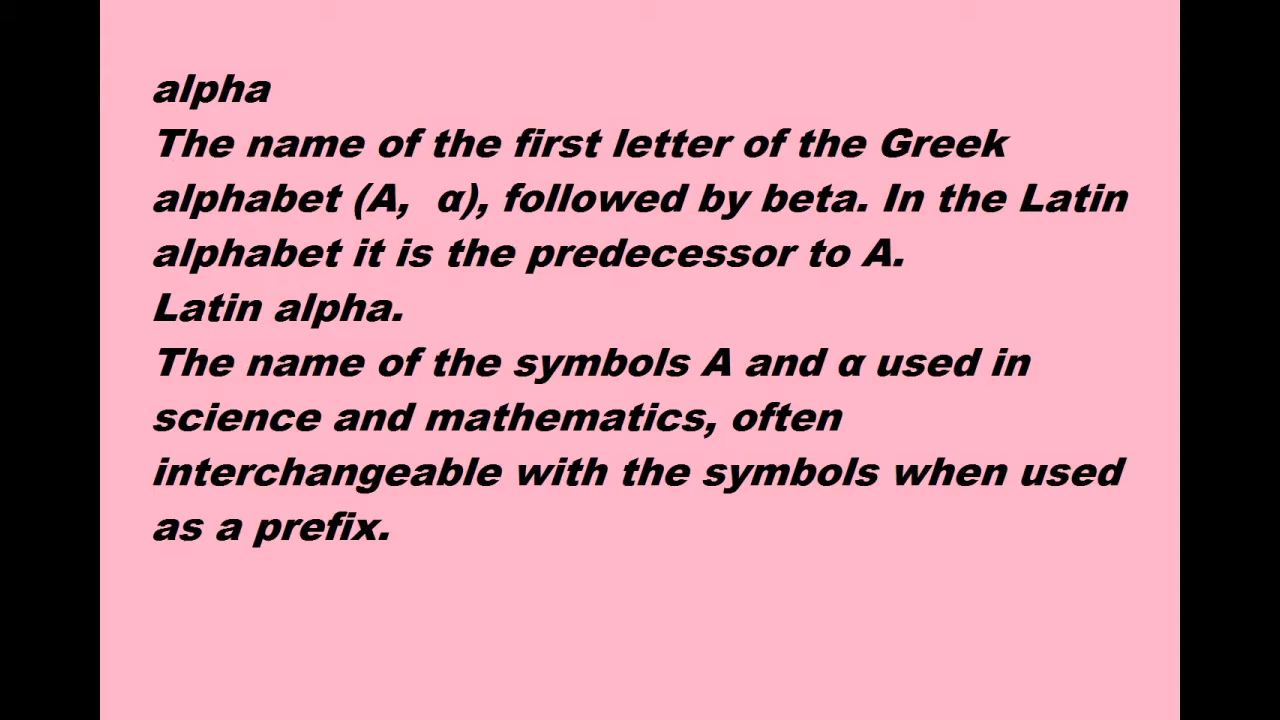 alpha
The name of the first letter of the Greek
alphabet (Α,  α), followed by beta. In the Latin
alphabet it is the predecessor to A.
Latin alpha.
The name of the symbols Α and α used in
science and mathematics, often
interchangeable with the symbols when used
as a prefix.